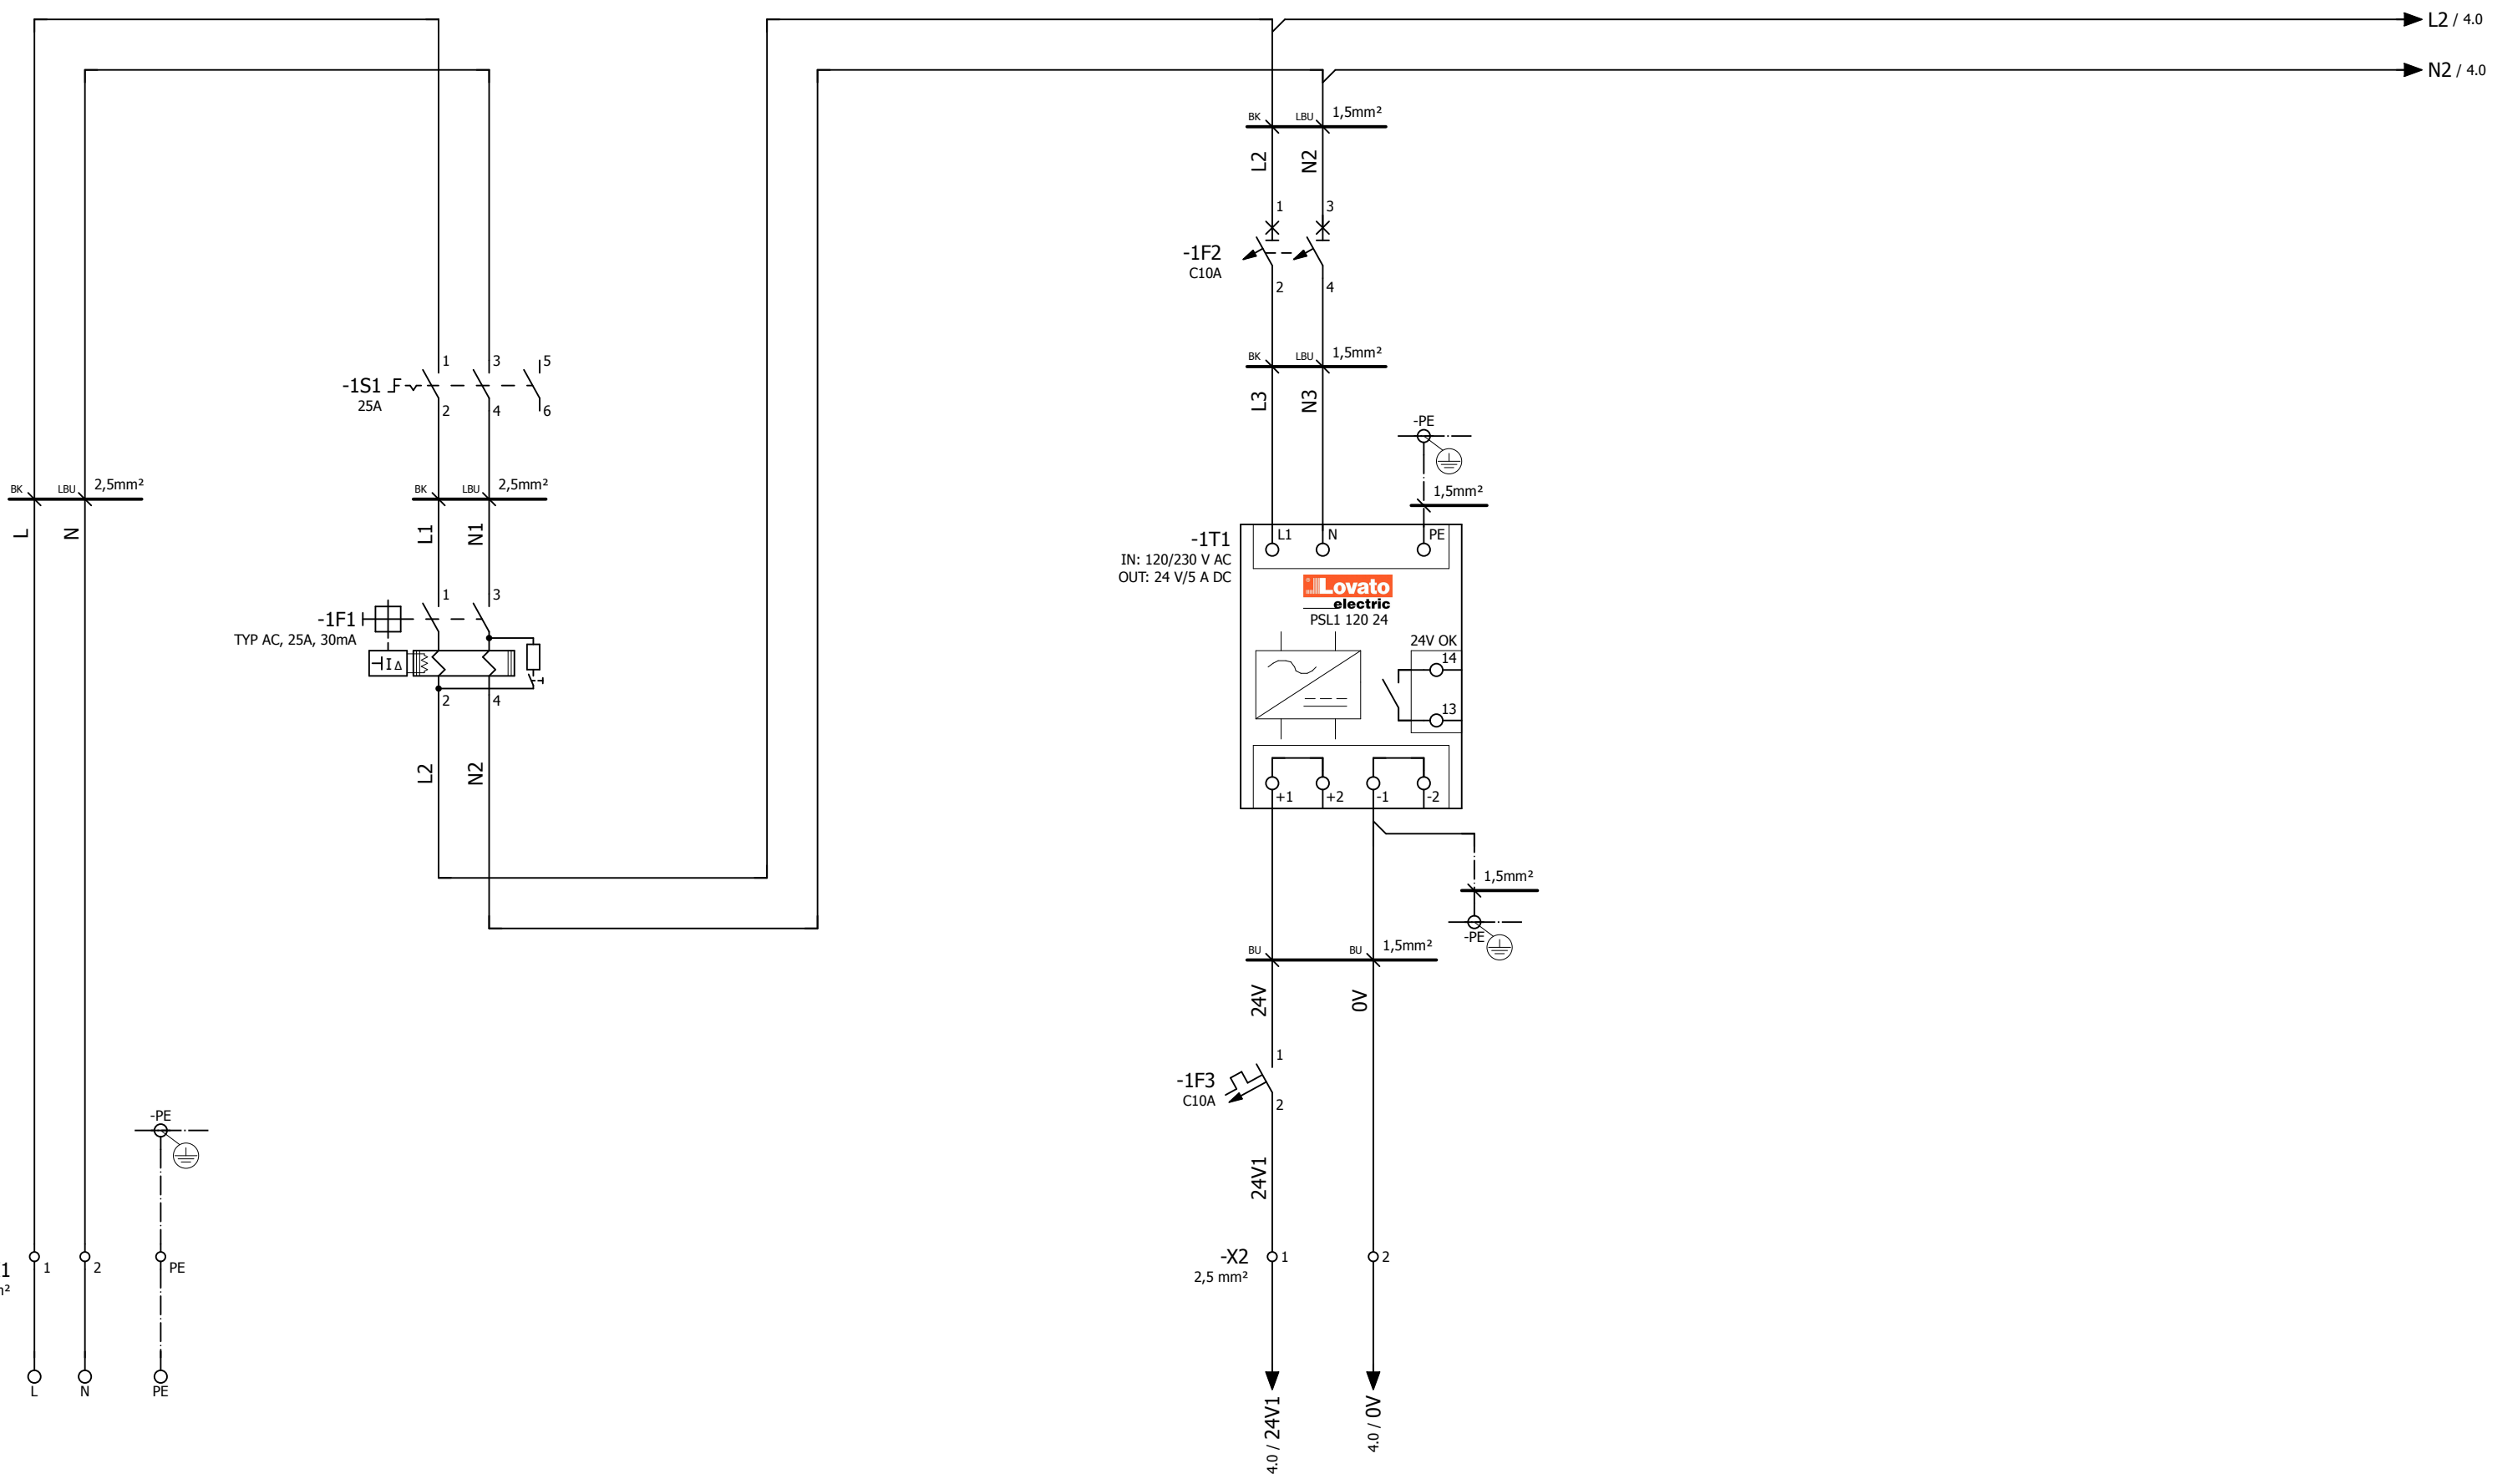 L2 / 4.0
N2 / 4.0
BK LBU 1,5mm²
L2 N2
1 3
-1F2
C10A
2 4
BK LBU 1,5mm²
L3 N3
1 3 5
-1S1
25A
2 4 6
BK LBU 2,5mm²
L N
BK LBU 2,5mm²
L1 N1
1 3
-1F1
TYP AC, 25A, 30mA
I Δ
2 4
L2 N2
-PE
1,5mm²
-1T1
IN: 120/230 V AC
OUT: 24 V/5 A DC
L1 N PE
Lovato
electric
PSL1 120 24
24V OK
14
13
+1 +2 -1 -2
1,5mm²
-PE
BU BU 1,5mm²
24V 0V
1
-1F3
C10A
2
24V1
-X2
2,5 mm²
1 2
4.0 / 24V1
4.0 / 0V
-PE
1
1 2 PE
m²
L N PE